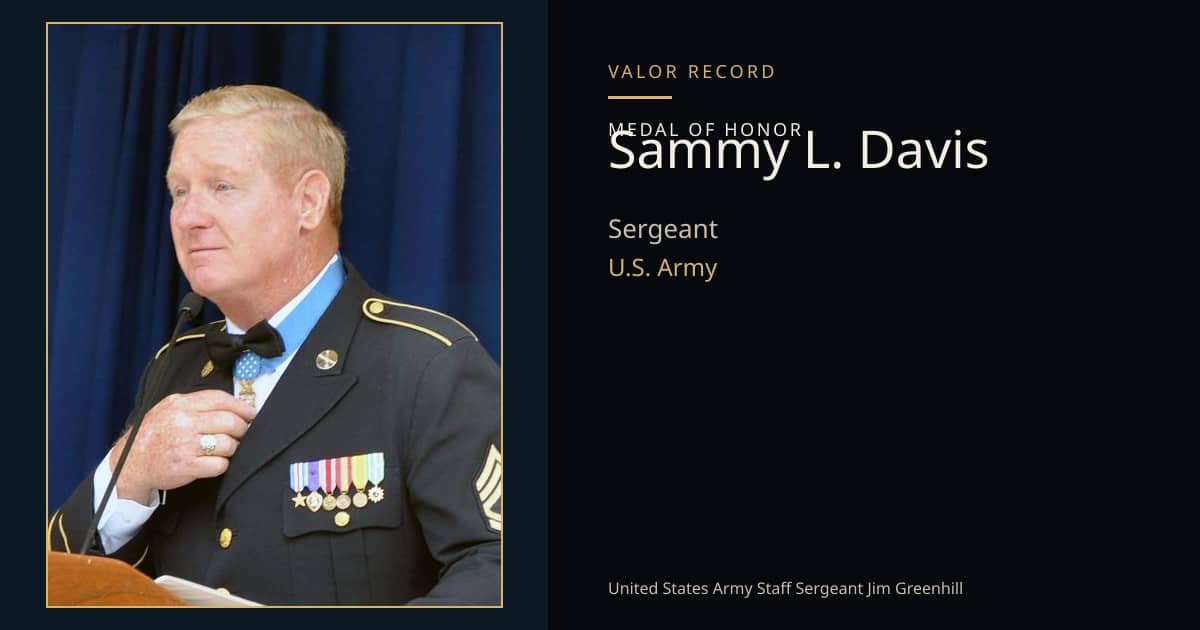 VALOR RECORD
MEDAL OF HONOR
Sammy L. Davis
Sergeant
U.S. Army
United States Army Staff Sergeant Jim Greenhill